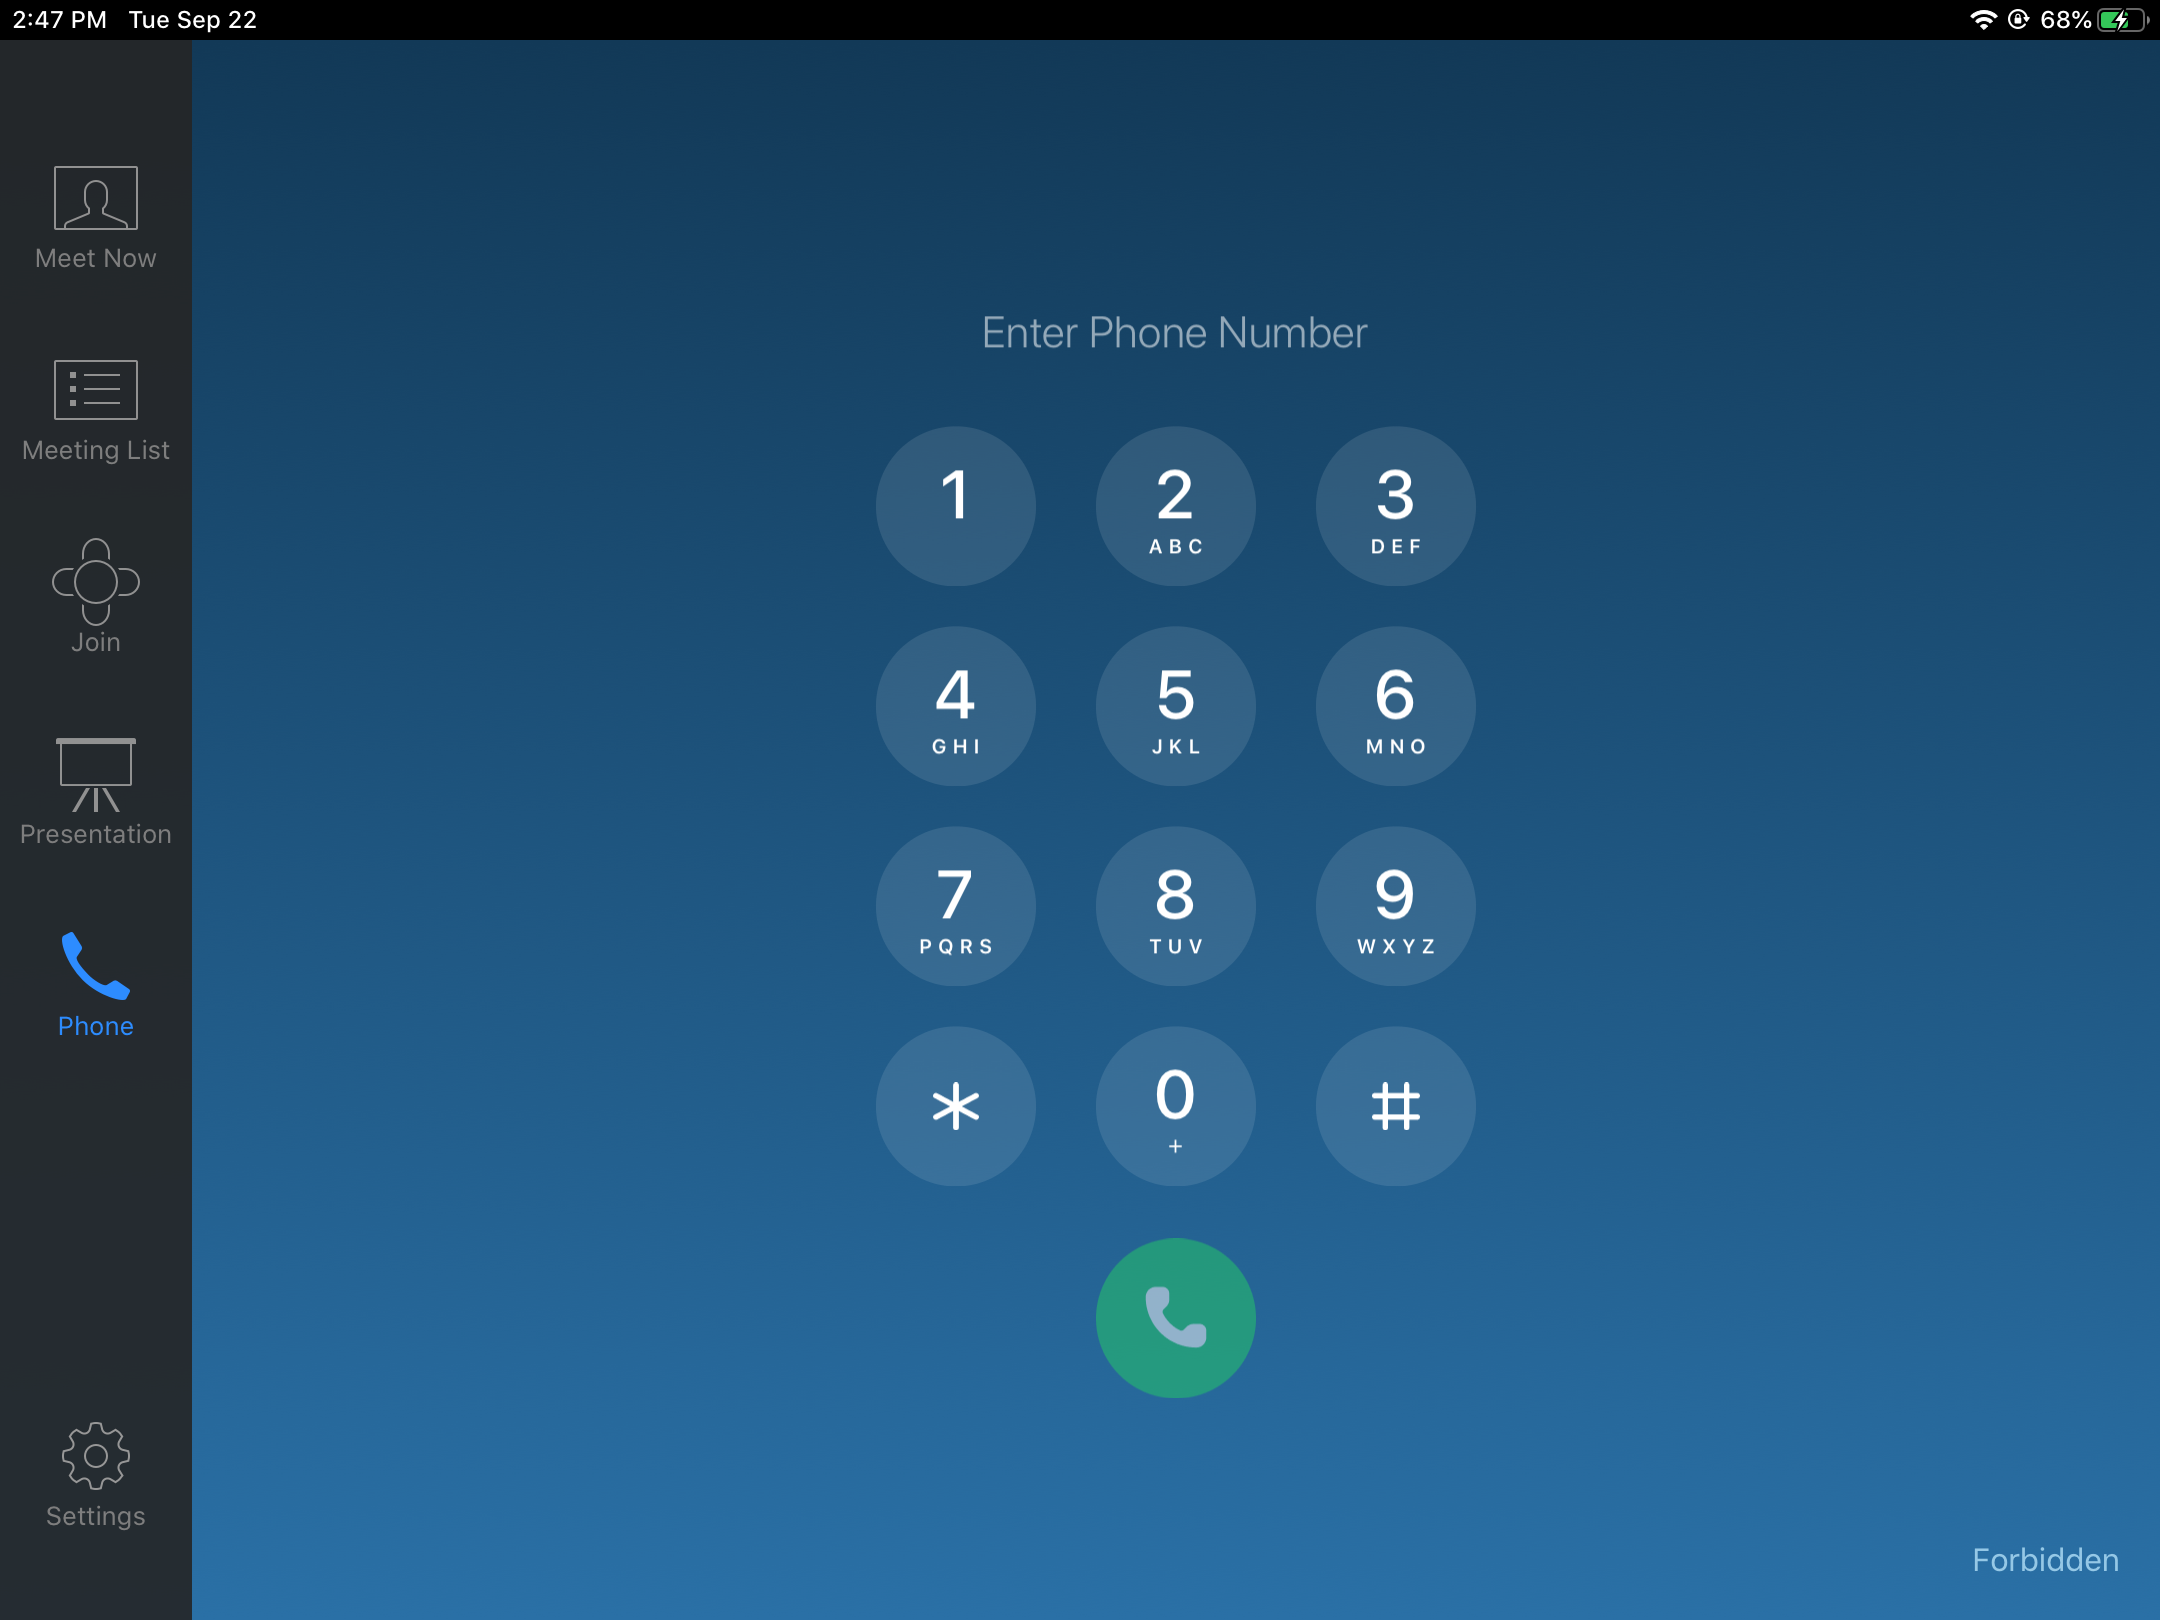 2:47 PM Tue Sep 22 68%
Meet Now
Meeting List
Join
Presentation
Phone
Settings
Enter Phone Number
1 2 3
ABC DEF
4 5 6
GHI JKL MNO
7 8 9
PQRS TUV WXYZ
* 0 #
+
Forbidden